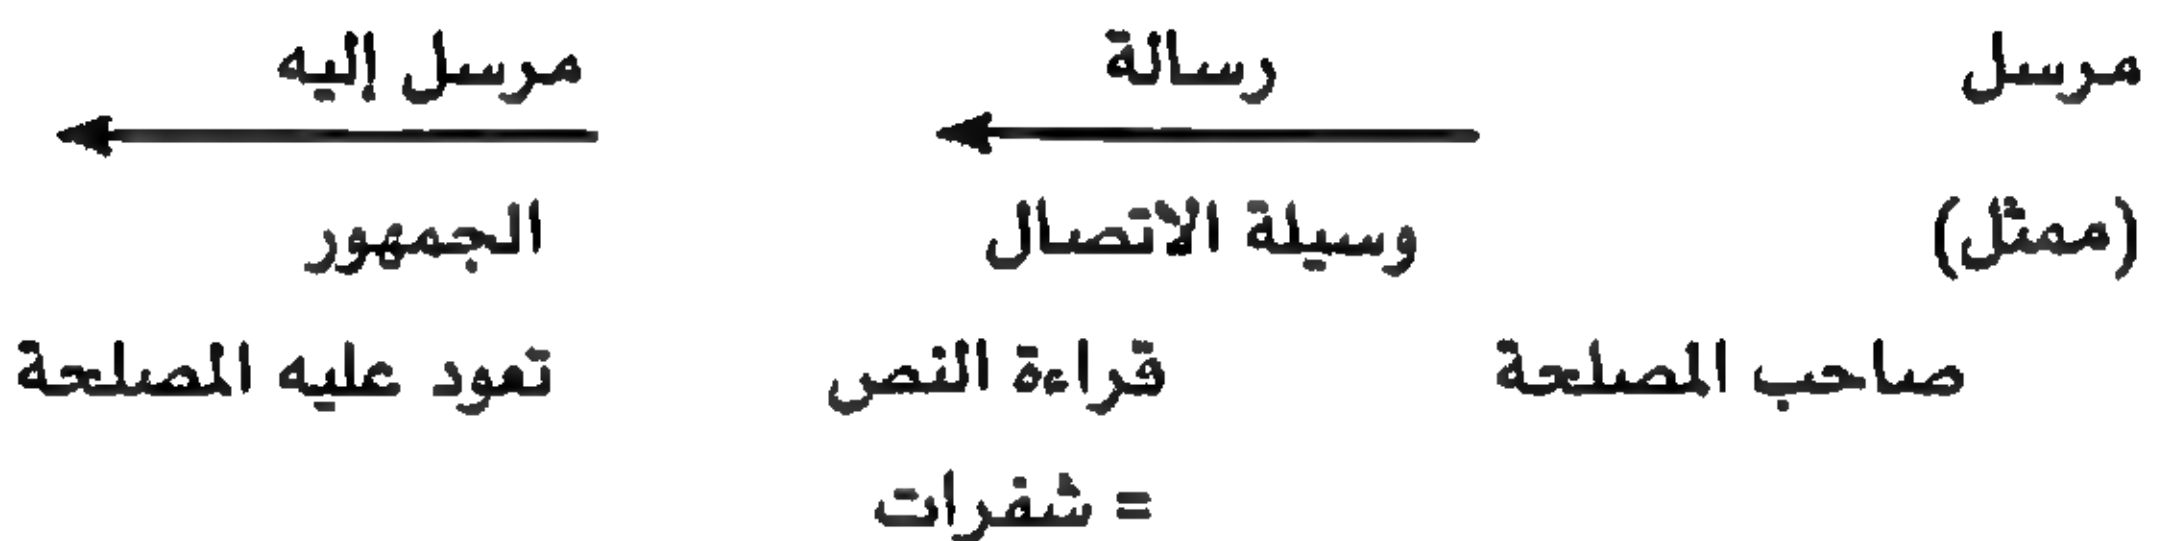 مرسل رسالة مرسل إليه
(ممثل) وسيلة الاتصال الجمهور
صاحب المصلحة قراءة النص تعود عليه المصلحة
= شفرات